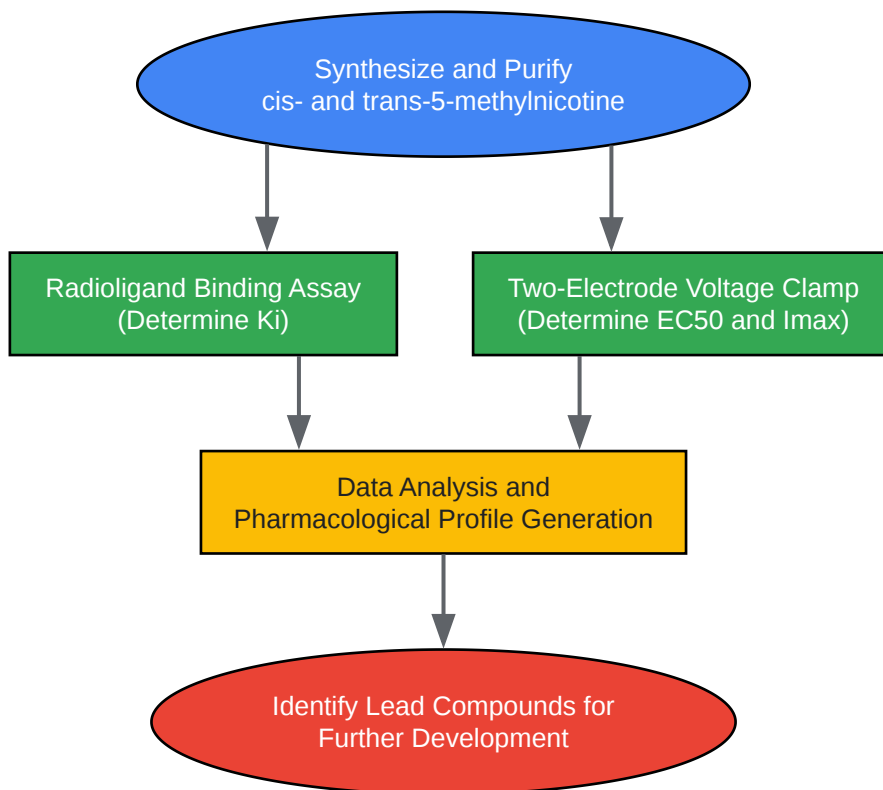 Synthesize and Purify
cis- and trans-5-methylnicotine
Radioligand Binding Assay
(Determine Ki)
Two-Electrode Voltage Clamp
(Determine EC50 and Imax)
Data Analysis and
Pharmacological Profile Generation
Identify Lead Compounds for
Further Development